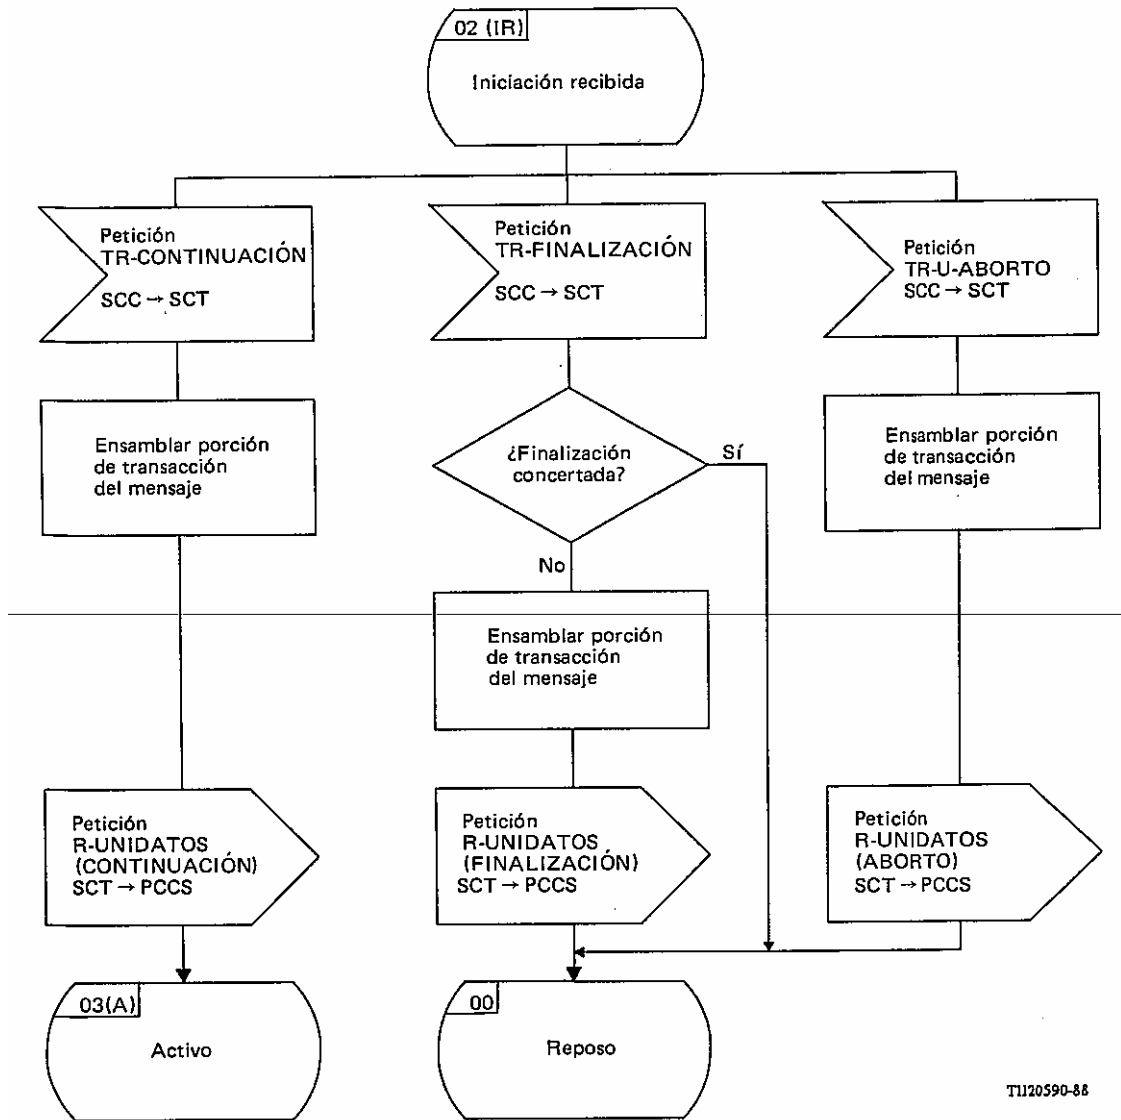 02 (IR)
Iniciación recibida
Petición
TR-CONTINUACIÓN
SCC → SCT
Petición
TR-FINALIZACIÓN
SCC → SCT
Petición
TR-U-ABORTO
SCC → SCT
Ensamblar porción
de transacción
del mensaje
¿Finalización
concertada?
Sí
No
Ensamblar porción
de transacción
del mensaje
Ensamblar porción
de transacción
del mensaje
Petición
R-UNIDATOS
(CONTINUACIÓN)
SCT → PCCS
Petición
R-UNIDATOS
(FINALIZACIÓN)
SCT → PCCS
Petición
R-UNIDATOS
(ABORTO)
SCT → PCCS
03(A)
Activo
00
Reposo
T1120590-88